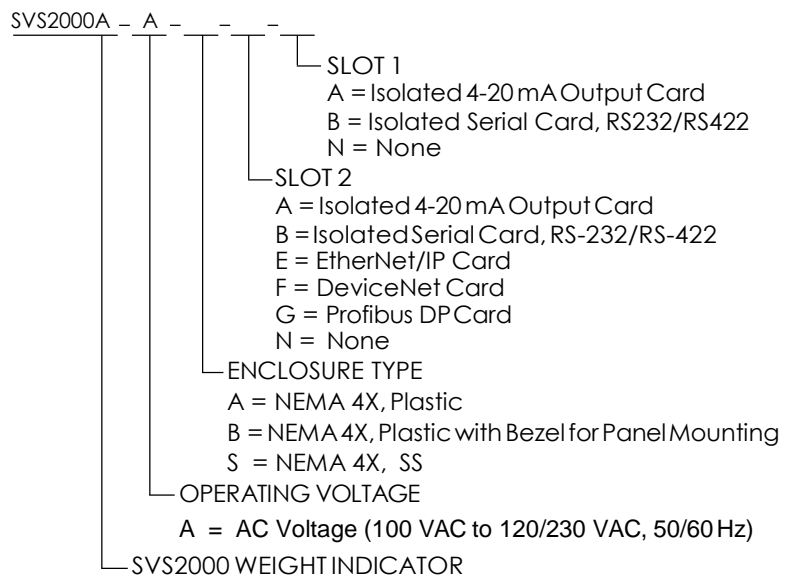 SVS2000A – A – – –
SLOT 1
A = Isolated 4-20 mA Output Card
B = Isolated Serial Card, RS232/RS422
N = None
SLOT 2
A = Isolated 4-20 mA Output Card
B = Isolated Serial Card, RS-232/RS-422
E = EtherNet/IP Card
F = DeviceNet Card
G = Profibus DP Card
N = None
ENCLOSURE TYPE
A = NEMA 4X, Plastic
B = NEMA 4X, Plastic with Bezel for Panel Mounting
S = NEMA 4X, SS
OPERATING VOLTAGE
A = AC Voltage (100 VAC to 120/230 VAC, 50/60 Hz)
SVS2000 WEIGHT INDICATOR